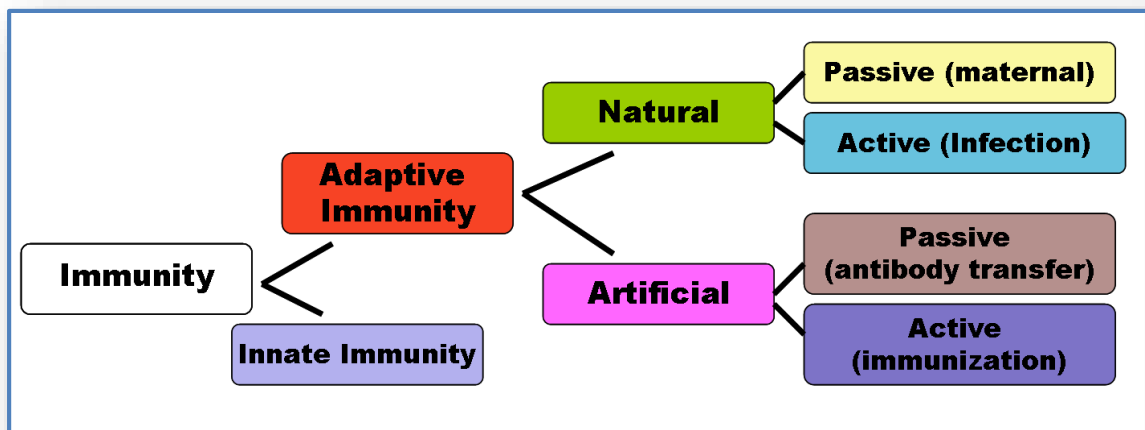 Passive (maternal)
Natural
Active (Infection)
Adaptive
Immunity
Passive
(antibody transfer)
Immunity
Artificial
Active
(immunization)
Innate Immunity